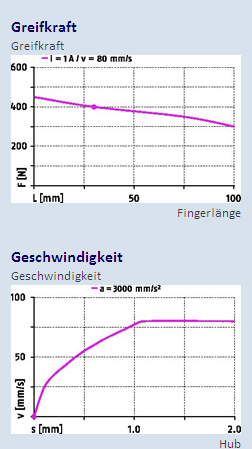 Greifkraft
Greifkraft
I = 1 A / v = 80 mm/s
600
400
200
F [N]
L [mm] 50 100
Fingerlänge
Geschwindigkeit
Geschwindigkeit
a = 3000 mm/s²
100
50
v [mm/s]
s [mm] 1.0 2.0
Hub